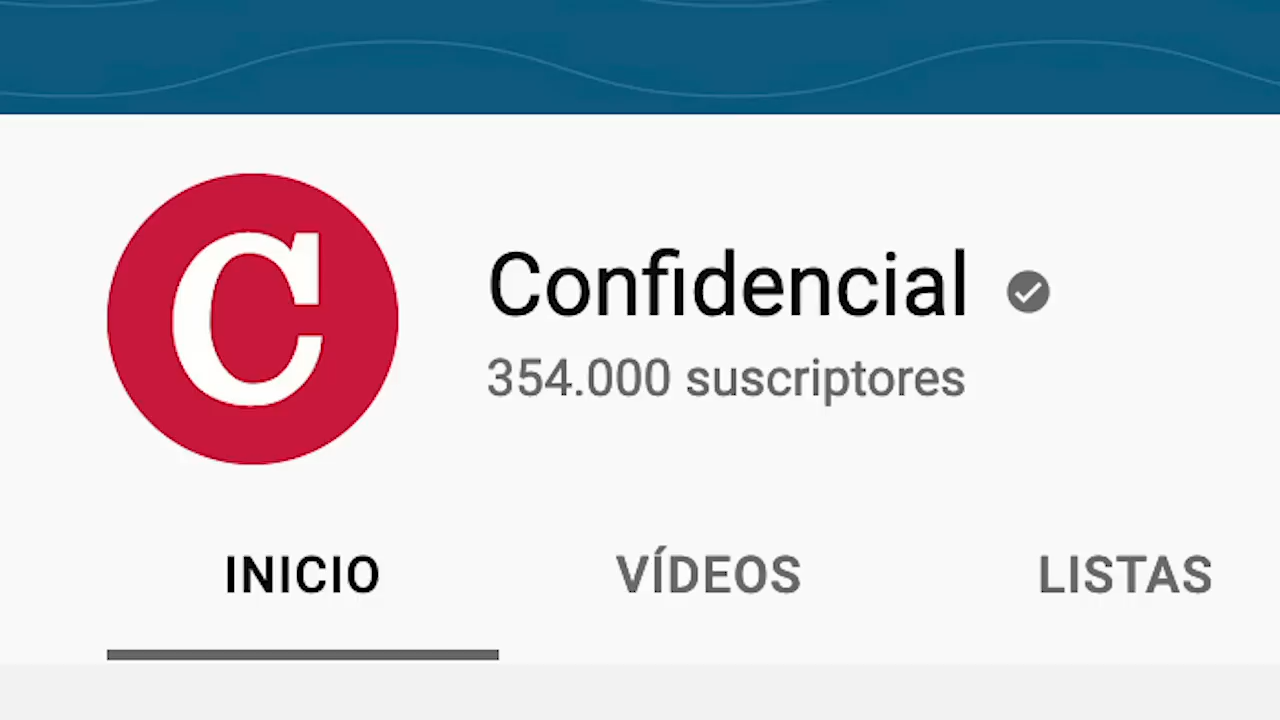 C
Confidencial
354.000 suscriptores
INICIO
VÍDEOS
LISTAS